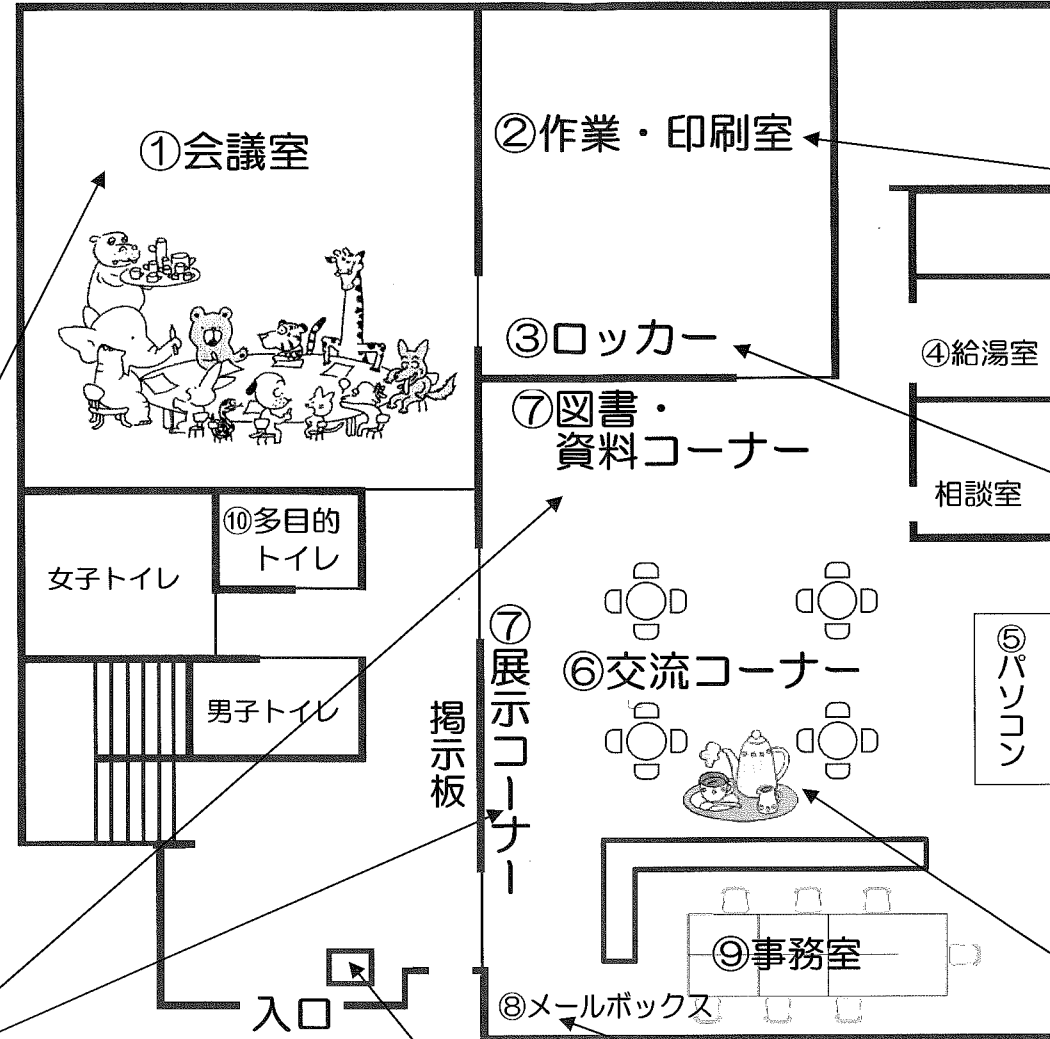 ①会議室
②作業・印刷室
③ロッカー
④給湯室
⑦図書・
資料コーナー
相談室
⑩多目的
トイレ
女子トイレ
⑦展示コーナー
⑥交流コーナー
⑤パソコン
男子トイレ
掲示板
⑨事務室
入口
⑧メールボックス